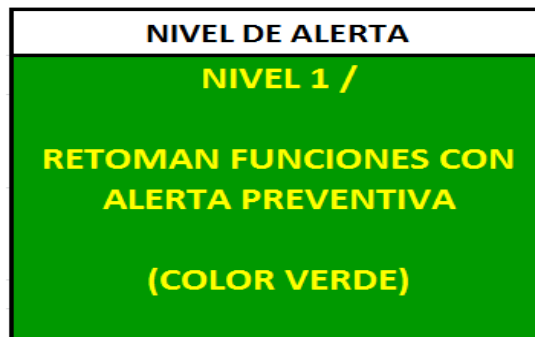 NIVEL DE ALERTA
NIVEL 1 /
RETOMAN FUNCIONES CON
ALERTA PREVENTIVA
(COLOR VERDE)